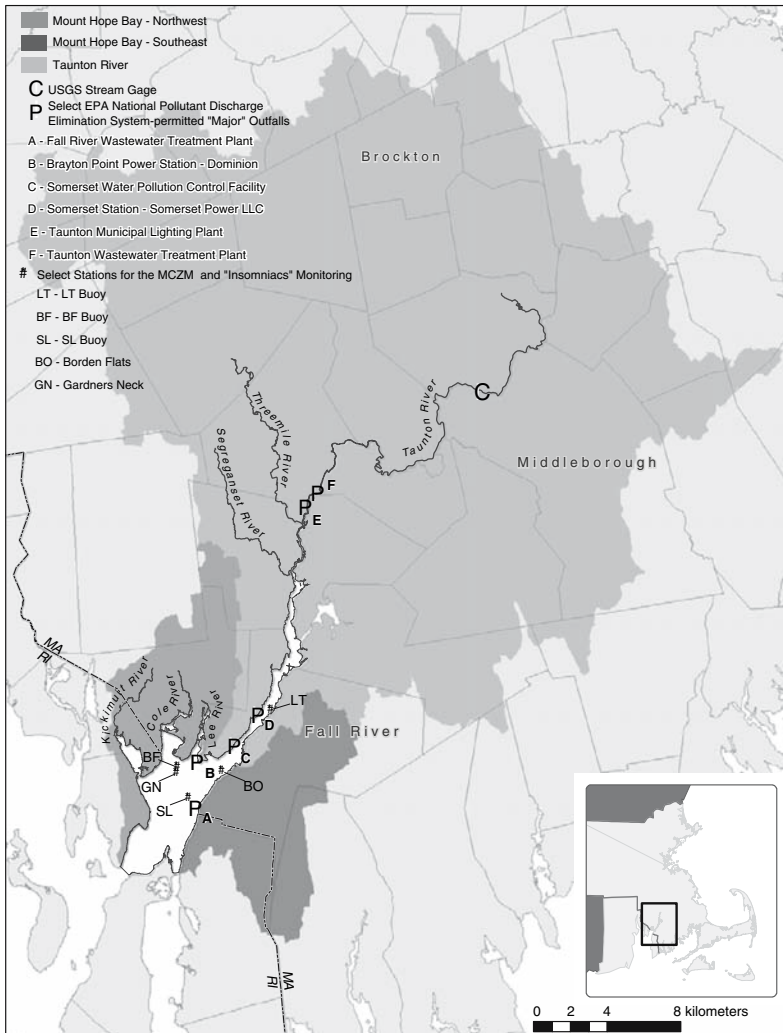 Mount Hope Bay - Northwest
Mount Hope Bay - Southeast
Taunton River
C USGS Stream Gage
P Select EPA National Pollutant Discharge
Elimination System-permitted "Major" Outfalls
A - Fall River Wastewater Treatment Plant
B - Brayton Point Power Station - Dominion
C - Somerset Water Pollution Control Facility
D - Somerset Station - Somerset Power LLC
E - Taunton Municipal Lighting Plant
F - Taunton Wastewater Treatment Plant
# Select Stations for the MCZM and "Insomniacs" Monitoring
LT - LT Buoy
BF - BF Buoy
SL - SL Buoy
BO - Borden Flats
GN - Gardners Neck
Brockton
Threemile River
Segreganset River
Taunton River
C
Middleborough
P F
P E
MA
RI
Kickimuit River
Cole River
Lee River
P D
# LT
Fall River
P C
BF #
GN #
P B
# BO
SL #
P A
MA
RI
0 2 4 8 kilometers